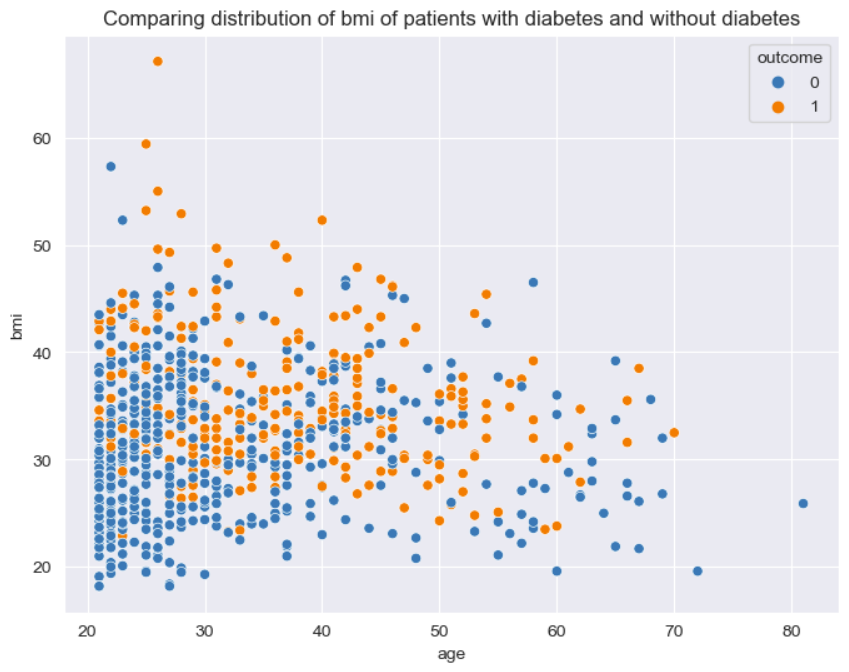 Comparing distribution of bmi of patients with diabetes and without diabetes
outcome
0
1
60
50
40
30
20
bmi
20 30 40 50 60 70 80
age